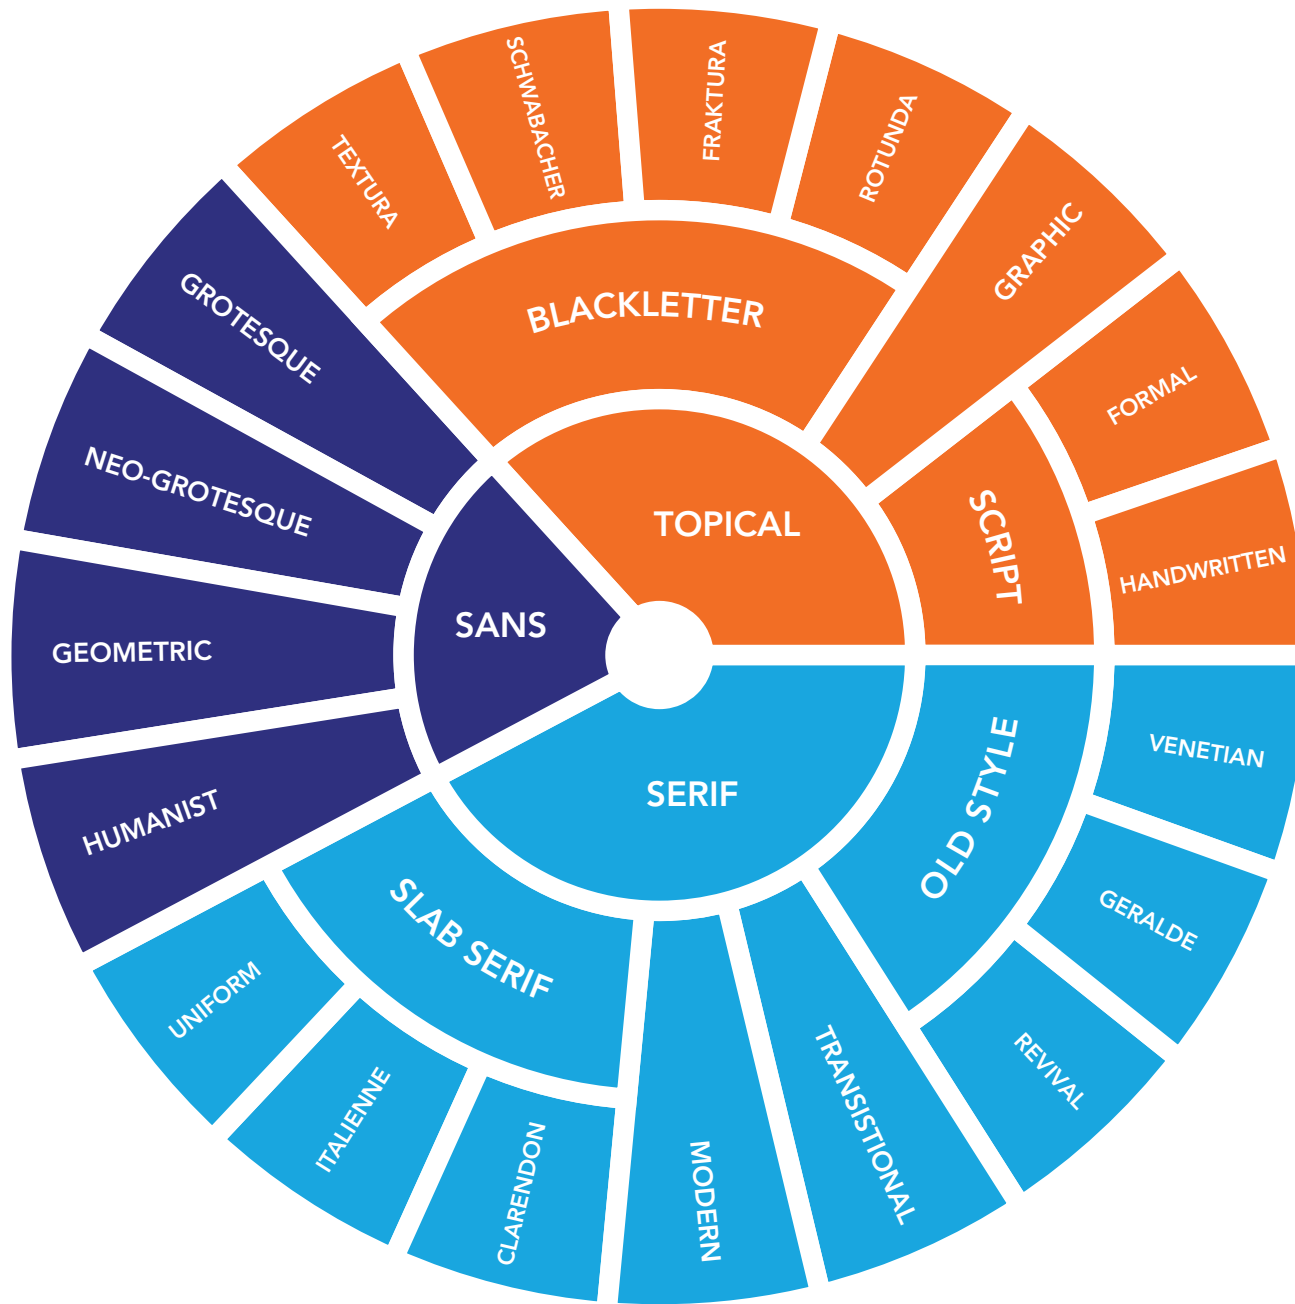 SCHWABACHER
FRAKTURA
ROTUNDA
TEXTURA
GRAPHIC
GROTESQUE
BLACKLETTER
FORMAL
NEO-GROTESQUE
TOPICAL
SCRIPT
HANDWRITTEN
SANS
GEOMETRIC
VENETIAN
SERIF
OLD STYLE
HUMANIST
GERALDE
SLAB SERIF
UNIFORM
REVIVAL
TRANSISTIONAL
ITALIENNE
CLARENDON
MODERN